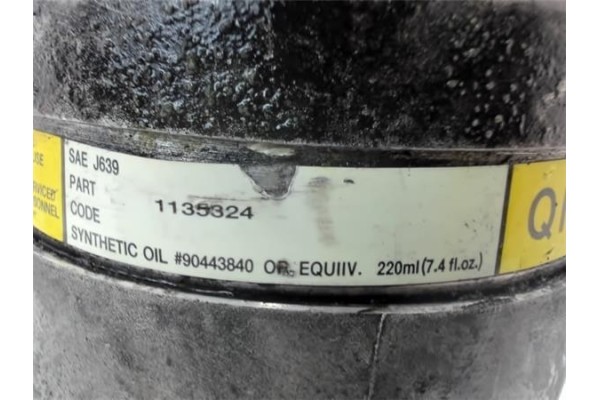 SAE J639
PART
CODE 1135324
SYNTHETIC OIL #90443840 OR EQUIIV. 220ml(7.4 fl.oz.)